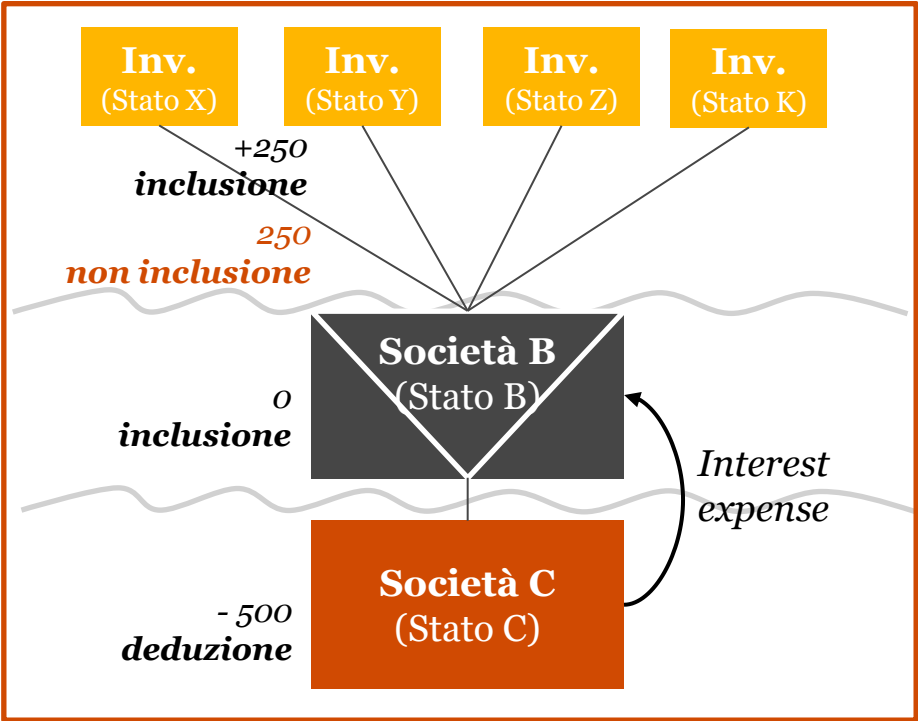 Inv.
(Stato X)
Inv.
(Stato Y)
Inv.
(Stato Z)
Inv.
(Stato K)
+250
inclusione
250
non inclusione
Società B
(Stato B)
0
inclusione
Interest
expense
Società C
(Stato C)
- 500
deduzione